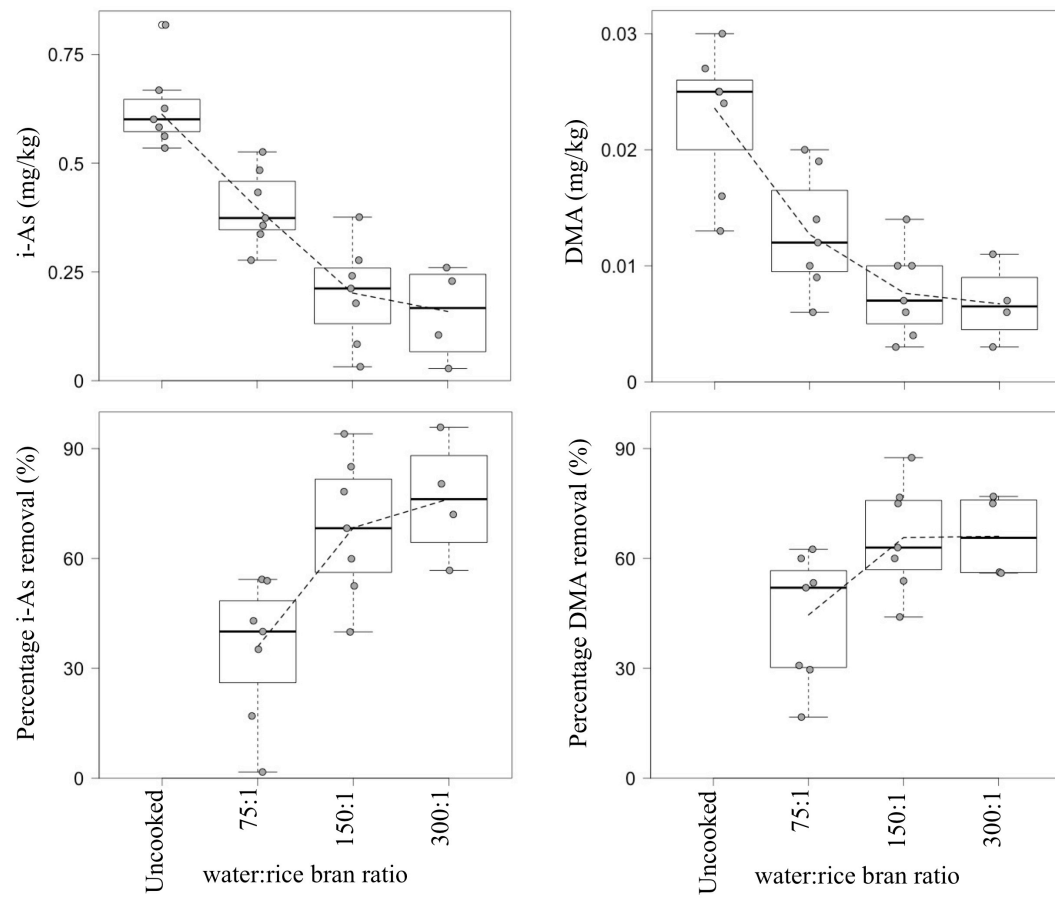 i-As (mg/kg)
0.75
0.5
0.25
0
DMA (mg/kg)
0.03
0.02
0.01
0
Percentage i-As removal (%)
90
60
30
0
Uncooked
75:1
150:1
300:1
water:rice bran ratio
Percentage DMA removal (%)
90
60
30
0
Uncooked
75:1
150:1
300:1
water:rice bran ratio